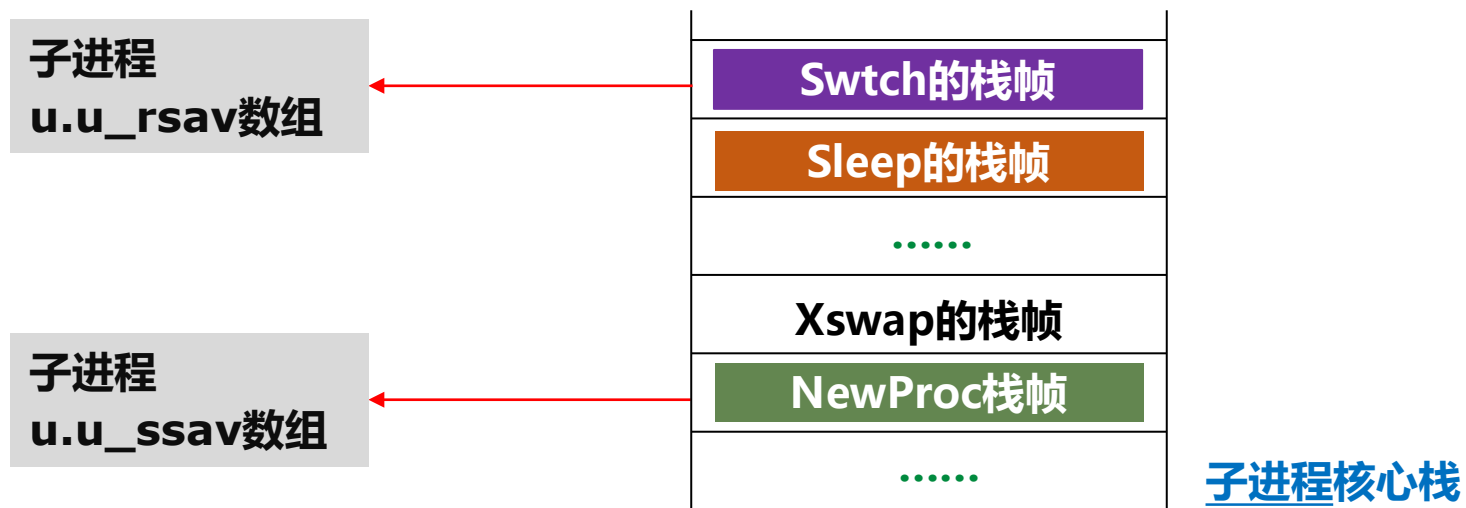 子进程
u.u_rsav数组
Swtch的栈帧
Sleep的栈帧
……
Xswap的栈帧
子进程
u.u_ssav数组
NewProc栈帧
……
子进程核心栈